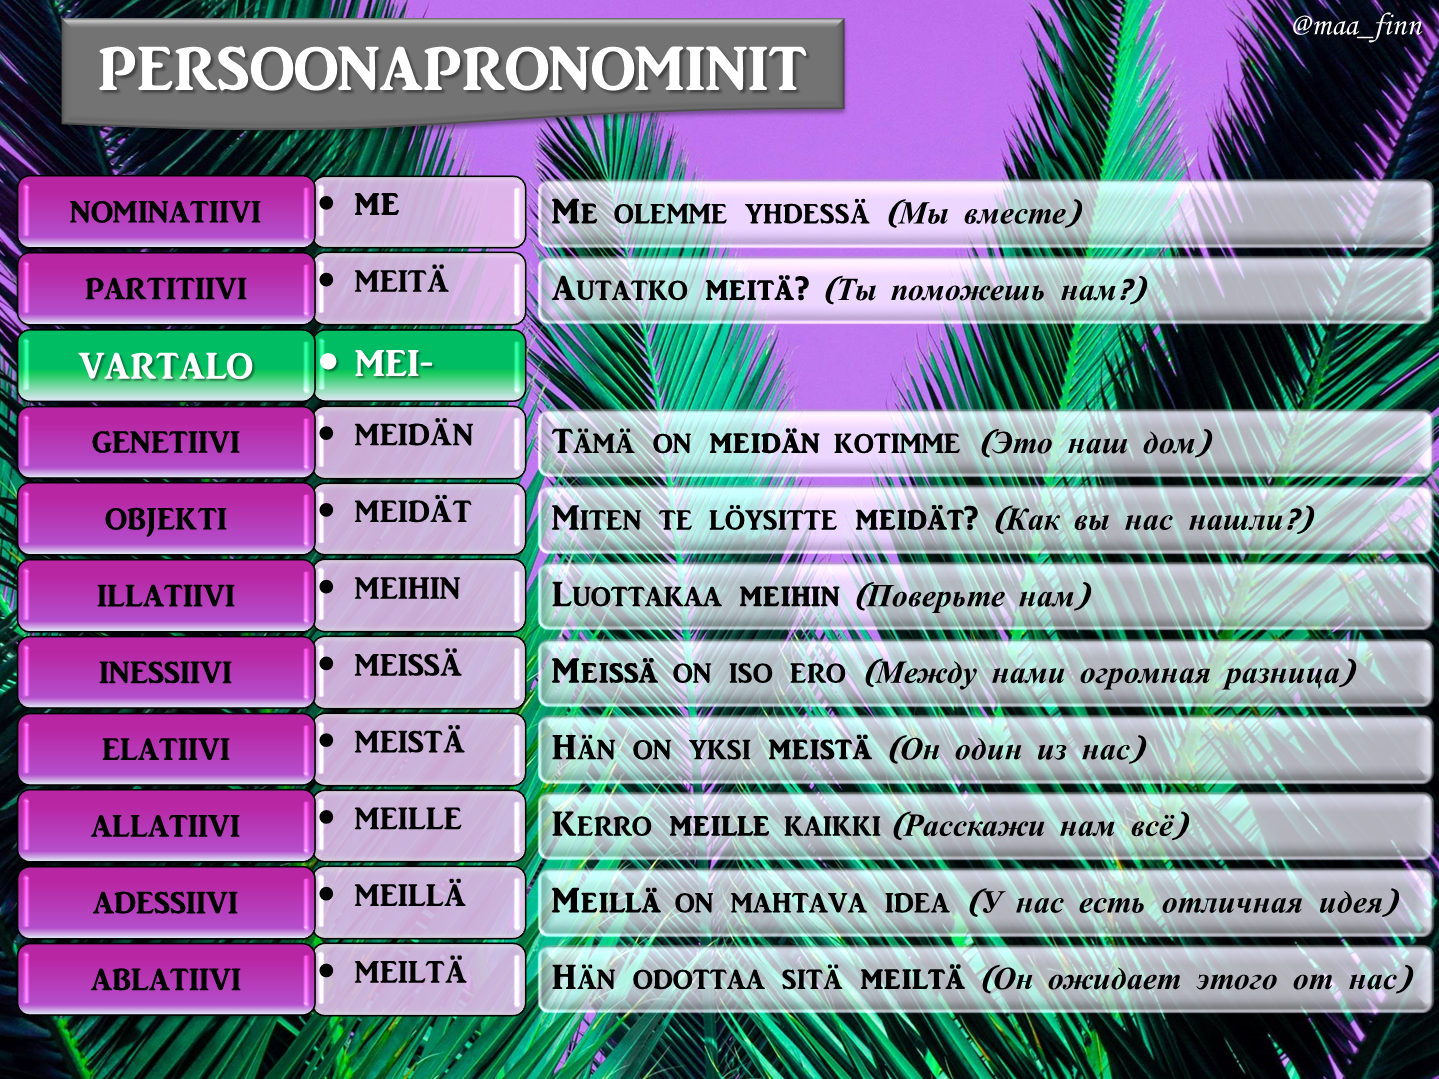 @maa_finn
PERSOONAPRONOMINIT
NOMINATIIVI • ME Me olemme yhdessä (Мы вместе)
PARTITIIVI • MEITÄ Autatko meitä? (Ты поможешь нам?)
VARTALO • MEI-
GENETIIVI • MEIDÄN Tämä on meidän kotimme (Это наш дом)
OBJEKTI • MEIDÄT Miten te löysitte meidät? (Как вы нас нашли?)
ILLATIIVI • MEIHIN Luottakaa meihin (Поверьте нам)
INESSIIVI • MEISSÄ Meissä on iso ero (Между нами огромная разница)
ELATIIVI • MEISTÄ Hän on yksi meistä (Он один из нас)
ALLATIIVI • MEILLE Kerro meille kaikki (Расскажи нам всё)
ADESSIIVI • MEILLÄ Meillä on mahtava idea (У нас есть отличная идея)
ABLATIIVI • MEILTÄ Hän odottaa sitä meiltä (Он ожидает этого от нас)